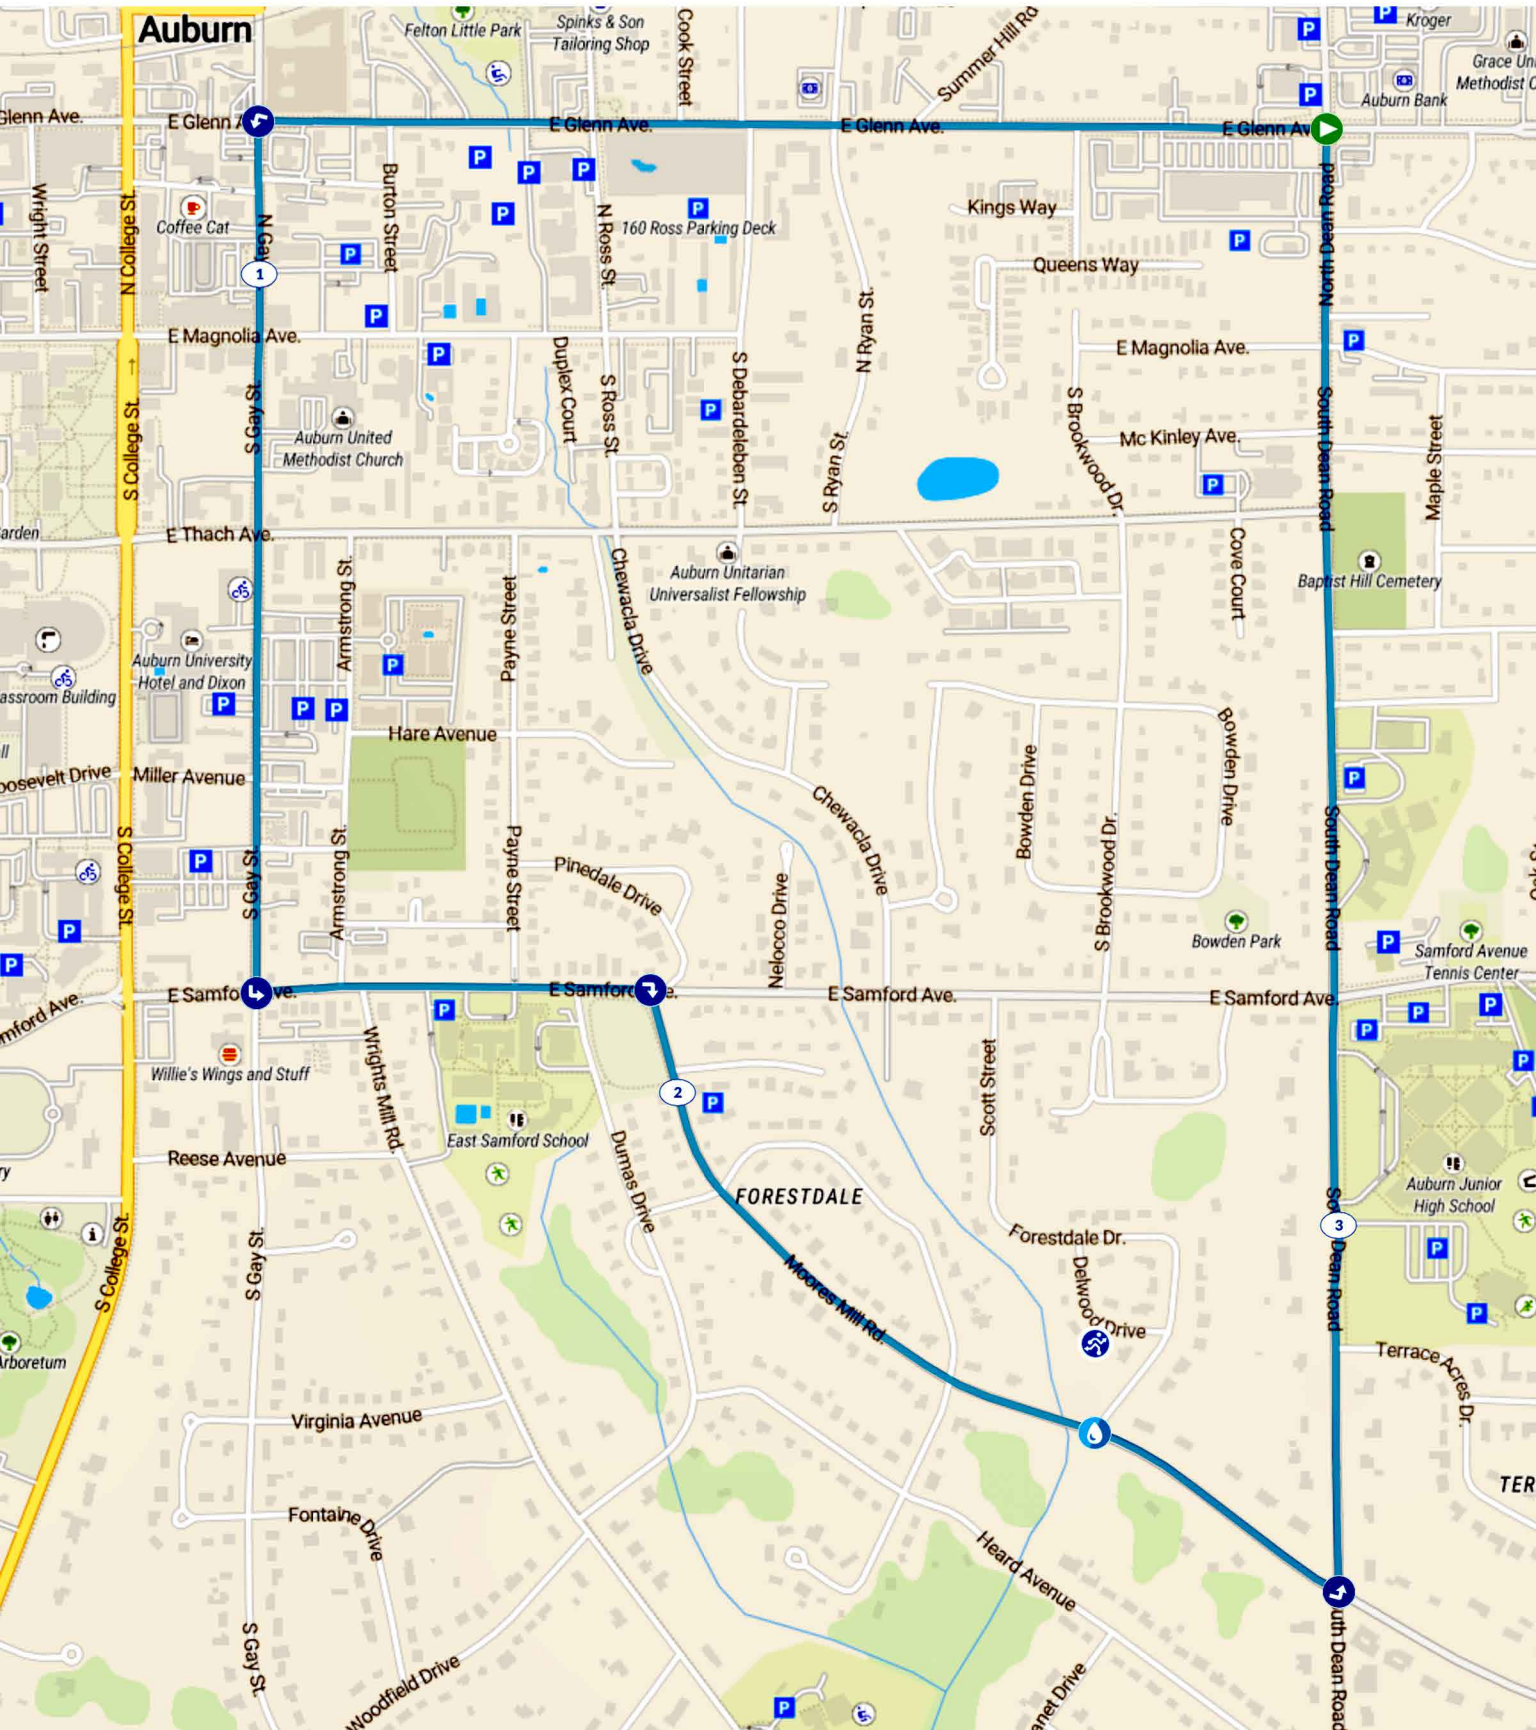 Auburn
Felton Little Park
Spinks & Son
Tailoring Shop
Cook Street
Summer Hill Rd
Kroger
Methodist C
Auburn Bank
Glenn Ave.
E Glenn A
E Glenn Ave.
E Glenn Ave.
E Glenn Av
Wright Street
N College St.
Coffee Cat
N Ga
1
Burton Street
N Ross St.
160 Ross Parking Deck
Kings Way
Queens Way
North Dean Road
N Ryan St.
E Magnolia Ave.
E Magnolia Ave.
S College St.
S Gay St.
Auburn United
Methodist Church
Duplex Court
S Ross St.
S Debardeleben St.
S Ryan St.
S Brookwood Dr.
Mc Kinley Ave.
South Dean Road
Maple Street
arden
E Thach Ave.
Armstrong St.
Payne Street
Chewacla Drive
Auburn Unitarian
Universalist Fellowship
Cove Court
Baptist Hill Cemetery
Auburn University
Hotel and Dixon
assroom Building
Hare Avenue
oosevelt Drive
Miller Avenue
Bowden Drive
Bowden Drive
S College St.
S Gay St.
Armstrong St.
Payne Street
Pinedale Drive
Chewacla Drive
Nelocco Drive
S Brookwood Dr.
South Dean Road
Bowden Park
Samford Avenue
Tennis Center
mford Ave.
E Samfo
ve.
E Samford
e.
E Samford Ave.
E Samford Ave.
Willie's Wings and Stuff
Wrights Mill Rd.
2
Scott Street
East Samford School
Reese Avenue
Dumas Drive
FORESTDALE
Auburn Junior
High School
S College St.
S Gay St.
Moores Mill Rd.
Forestdale Dr.
Delwood Drive
So
3
Dean Road
Arboretum
Terrace Acres Dr.
Virginia Avenue
TER
Fontaine Drive
Heard Avenue
S Gay St.
Woodfield Drive
anet Drive
uth Dean Road
P